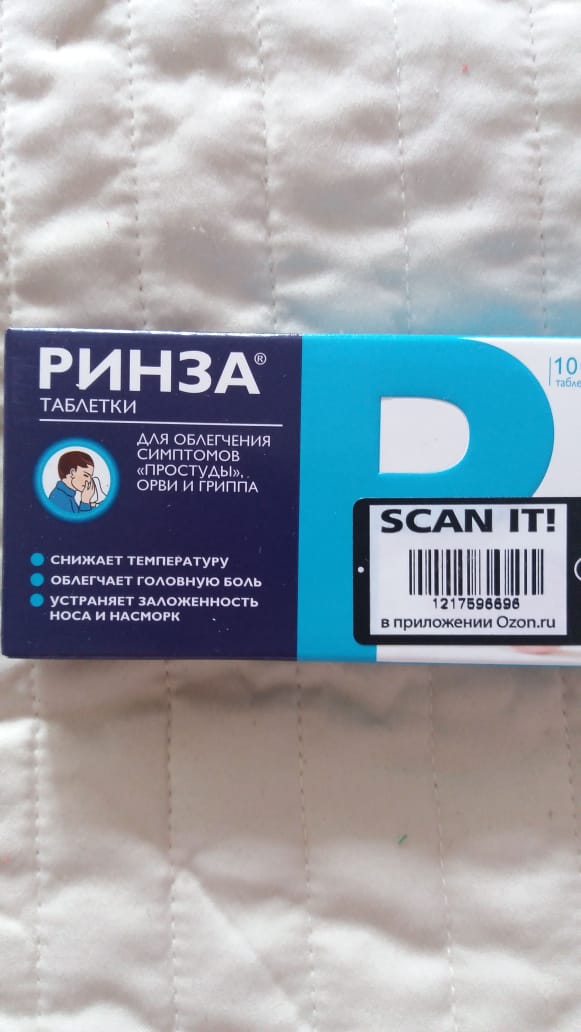 РИНЗА®
ТАБЛЕТКИ
ДЛЯ ОБЛЕГЧЕНИЯ
СИМПТОМОВ
«ПРОСТУДЫ»,
ОРВИ И ГРИППА
СНИЖАЕТ ТЕМПЕРАТУРУ
ОБЛЕГЧАЕТ ГОЛОВНУЮ БОЛЬ
УСТРАНЯЕТ ЗАЛОЖЕННОСТЬ
НОСА И НАСМОРК
10
SCAN IT!
1217596696
в приложении Ozon.ru